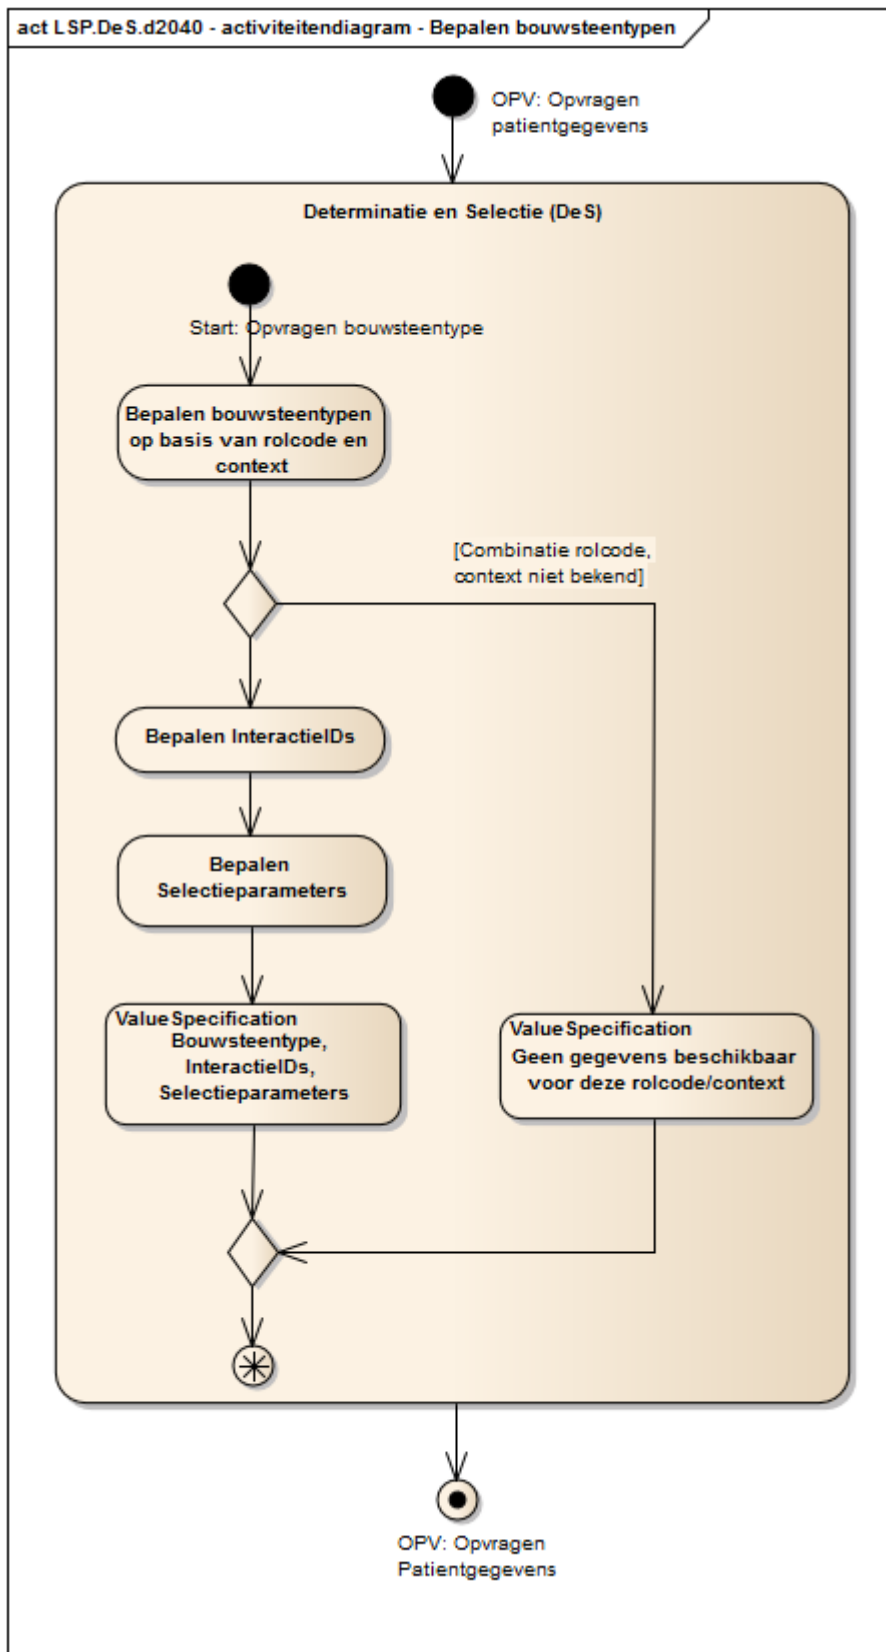 act LSP.DeS.d2040 - activiteitendiagram - Bepalen bouwsteentypen
OPV: Opvragen
patientgegevens
Determinatie en Selectie (DeS)
Start: Opvragen bouwsteentype
Bepalen bouwsteentypen
op basis van rolcode en
context
[Combinatie rolcode,
context niet bekend]
Bepalen InteractieIDs
Bepalen
Selectieparameters
ValueSpecification
Bouwsteentype,
InteractieIDs,
Selectieparameters
ValueSpecification
Geen gegevens beschikbaar
voor deze rolcode/context
OPV: Opvragen
Patientgegevens